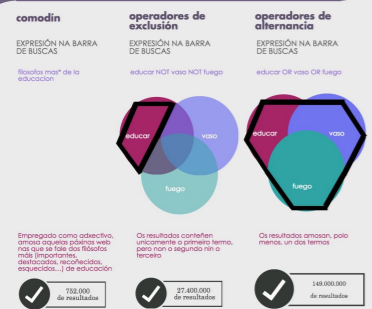 comodín
EXPRESIÓN NA BARRA
DE BUSCAS
filosofos mas* de la
educacion
Empregado como adxectivo,
amosa aquelas páxinas web
nas que se fale dos filósofos
máis (importantes,
destacados, recoñecidos,
esquecidos...) de educación
752.000
de resultados
operadores de
exclusión
EXPRESIÓN NA BARRA
DE BUSCAS
educar NOT vaso NOT fuego
educar
vaso
fuego
Os resultados conteñen
unicamente o primeiro termo,
pero non o segundo nin o
terceiro
27.400.000
de resultados
operadores de
alternancia
EXPRESIÓN NA BARRA
DE BUSCAS
educar OR vaso OR fuego
educar
vaso
fuego
Os resultados amosan, polo
menos, un dos termos
149.000.000
de resultados